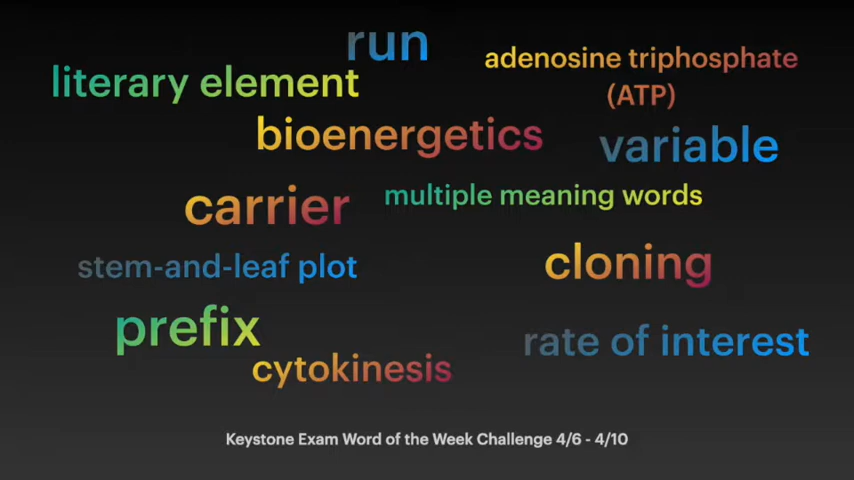 run
literary element
adenosine triphosphate
(ATP)
bioenergetics
variable
carrier
multiple meaning words
stem-and-leaf plot
cloning
prefix
rate of interest
cytokinesis
Keystone Exam Word of the Week Challenge 4/6 - 4/10